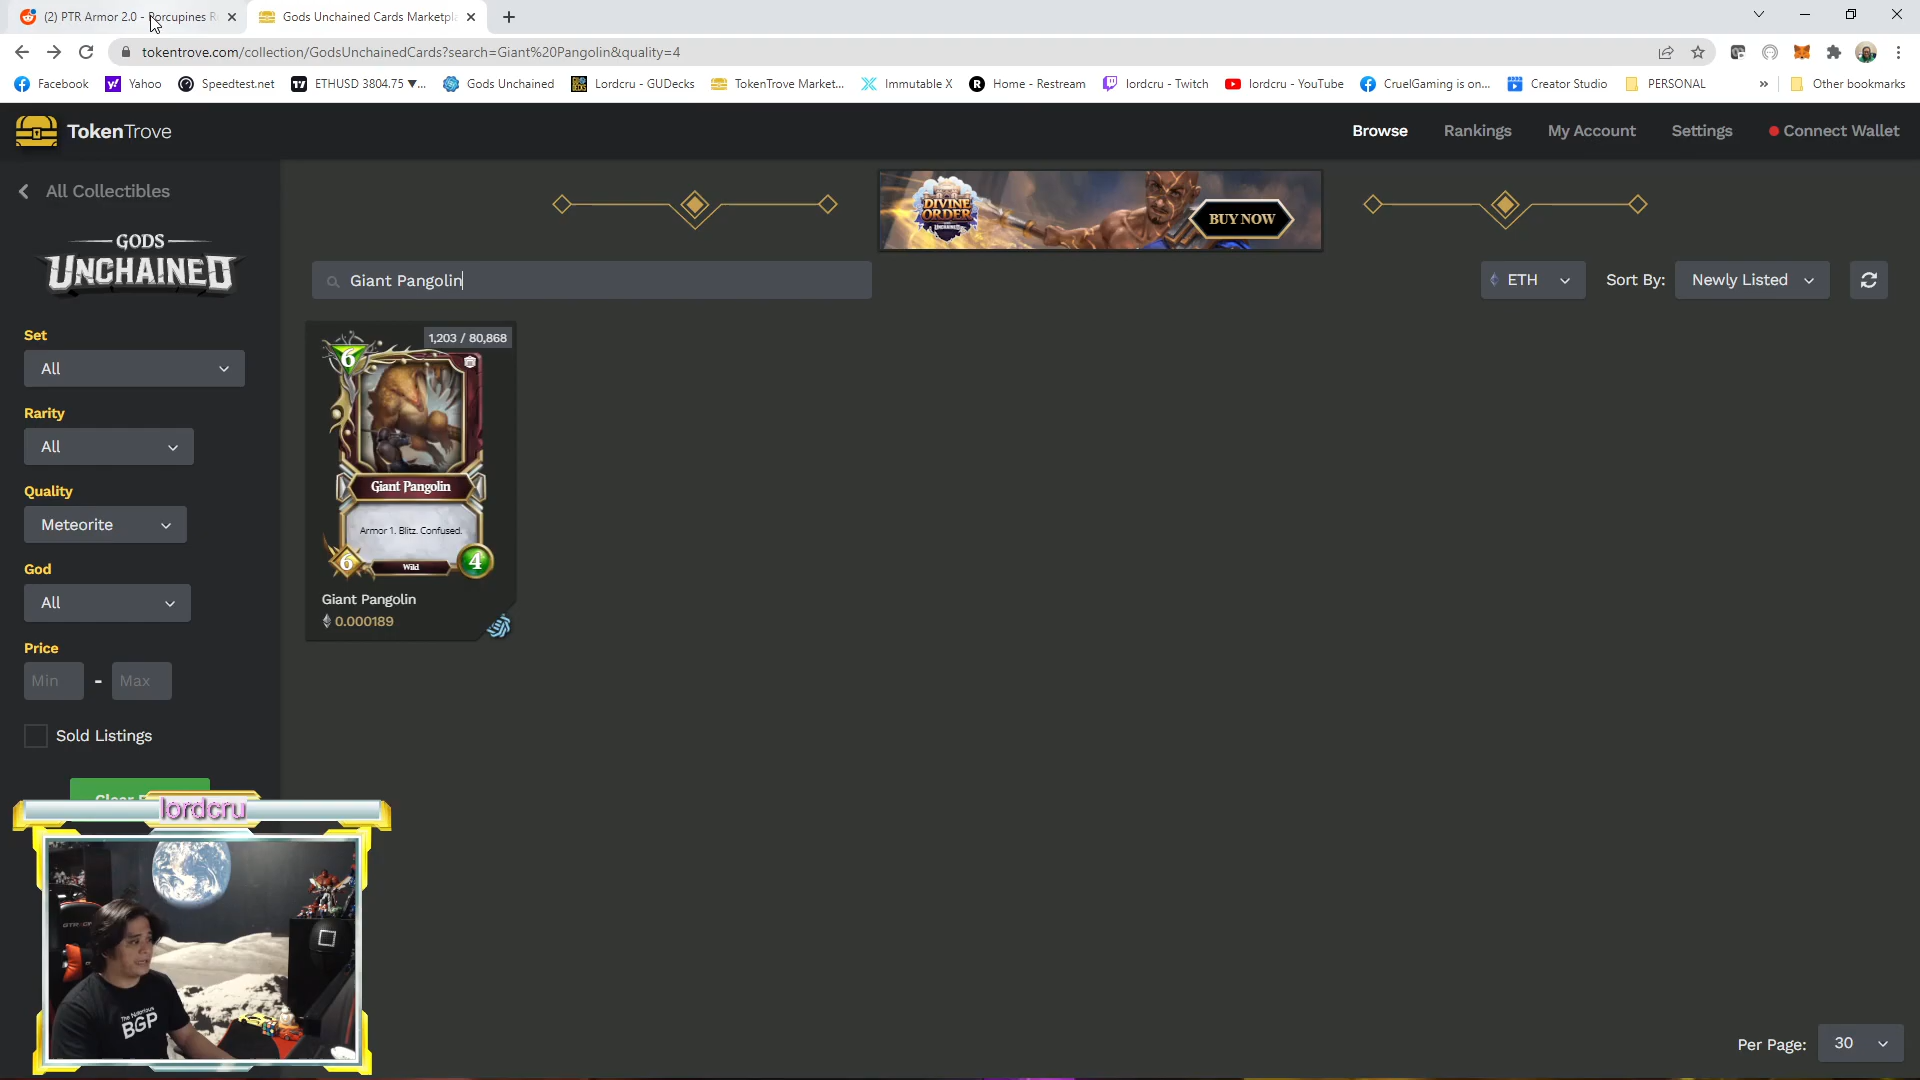 (2) PTR Armor 2.0 - Porcupines R
Gods Unchained Cards Marketpl
tokentrove.com/collection/GodsUnchainedCards?search=Giant%20Pangolin&quality=4
Facebook
Yahoo
Speedtest.net
ETHUSD 3804.75 ▼...
Gods Unchained
Lordcru - GUDecks
TokenTrove Market...
Immutable X
Home - Restream
lordcru - Twitch
lordcru - YouTube
CruelGaming is on...
Creator Studio
PERSONAL
»
Other bookmarks
TokenTrove
Browse
Rankings
My Account
Settings
Connect Wallet
All Collectibles
GODS
UNCHAINED
DIVINE
ORDER
BUY NOW
Giant Pangolin
ETH
Sort By:
Newly Listed
Set
All
Rarity
All
Quality
Meteorite
God
All
Price
Min
-
Max
Sold Listings
1,203 / 80,868
6
Giant Pangolin
Armor 1. Blitz. Confused.
6
Wild
4
Giant Pangolin
0.000189
lordcru
The Notorious
BGP
Per Page:
30